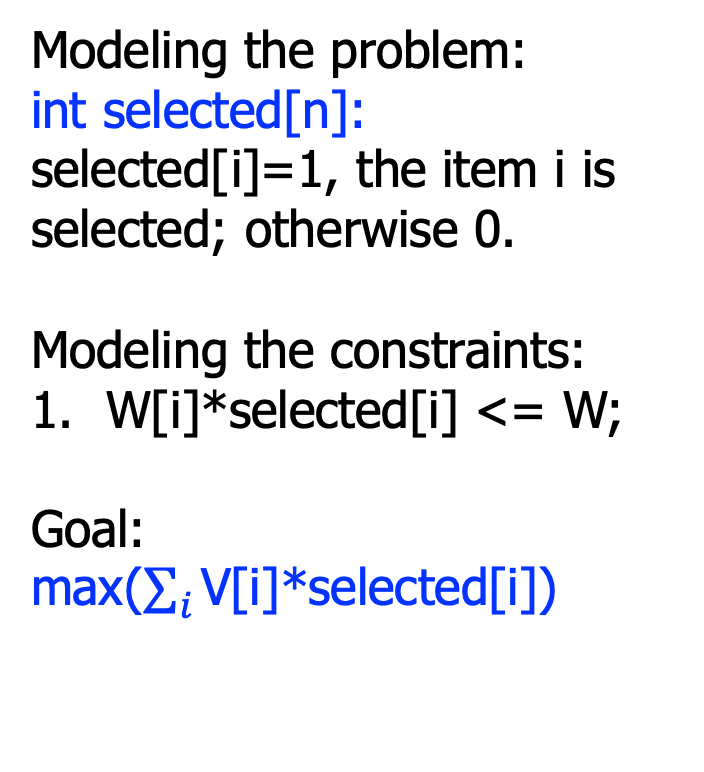 Modeling the problem:
int selected[n]:
selected[i]=1, the item i is
selected; otherwise 0.
Modeling the constraints:
1. W[i]*selected[i] <= W;
Goal:
max(∑ᵢ V[i]*selected[i])